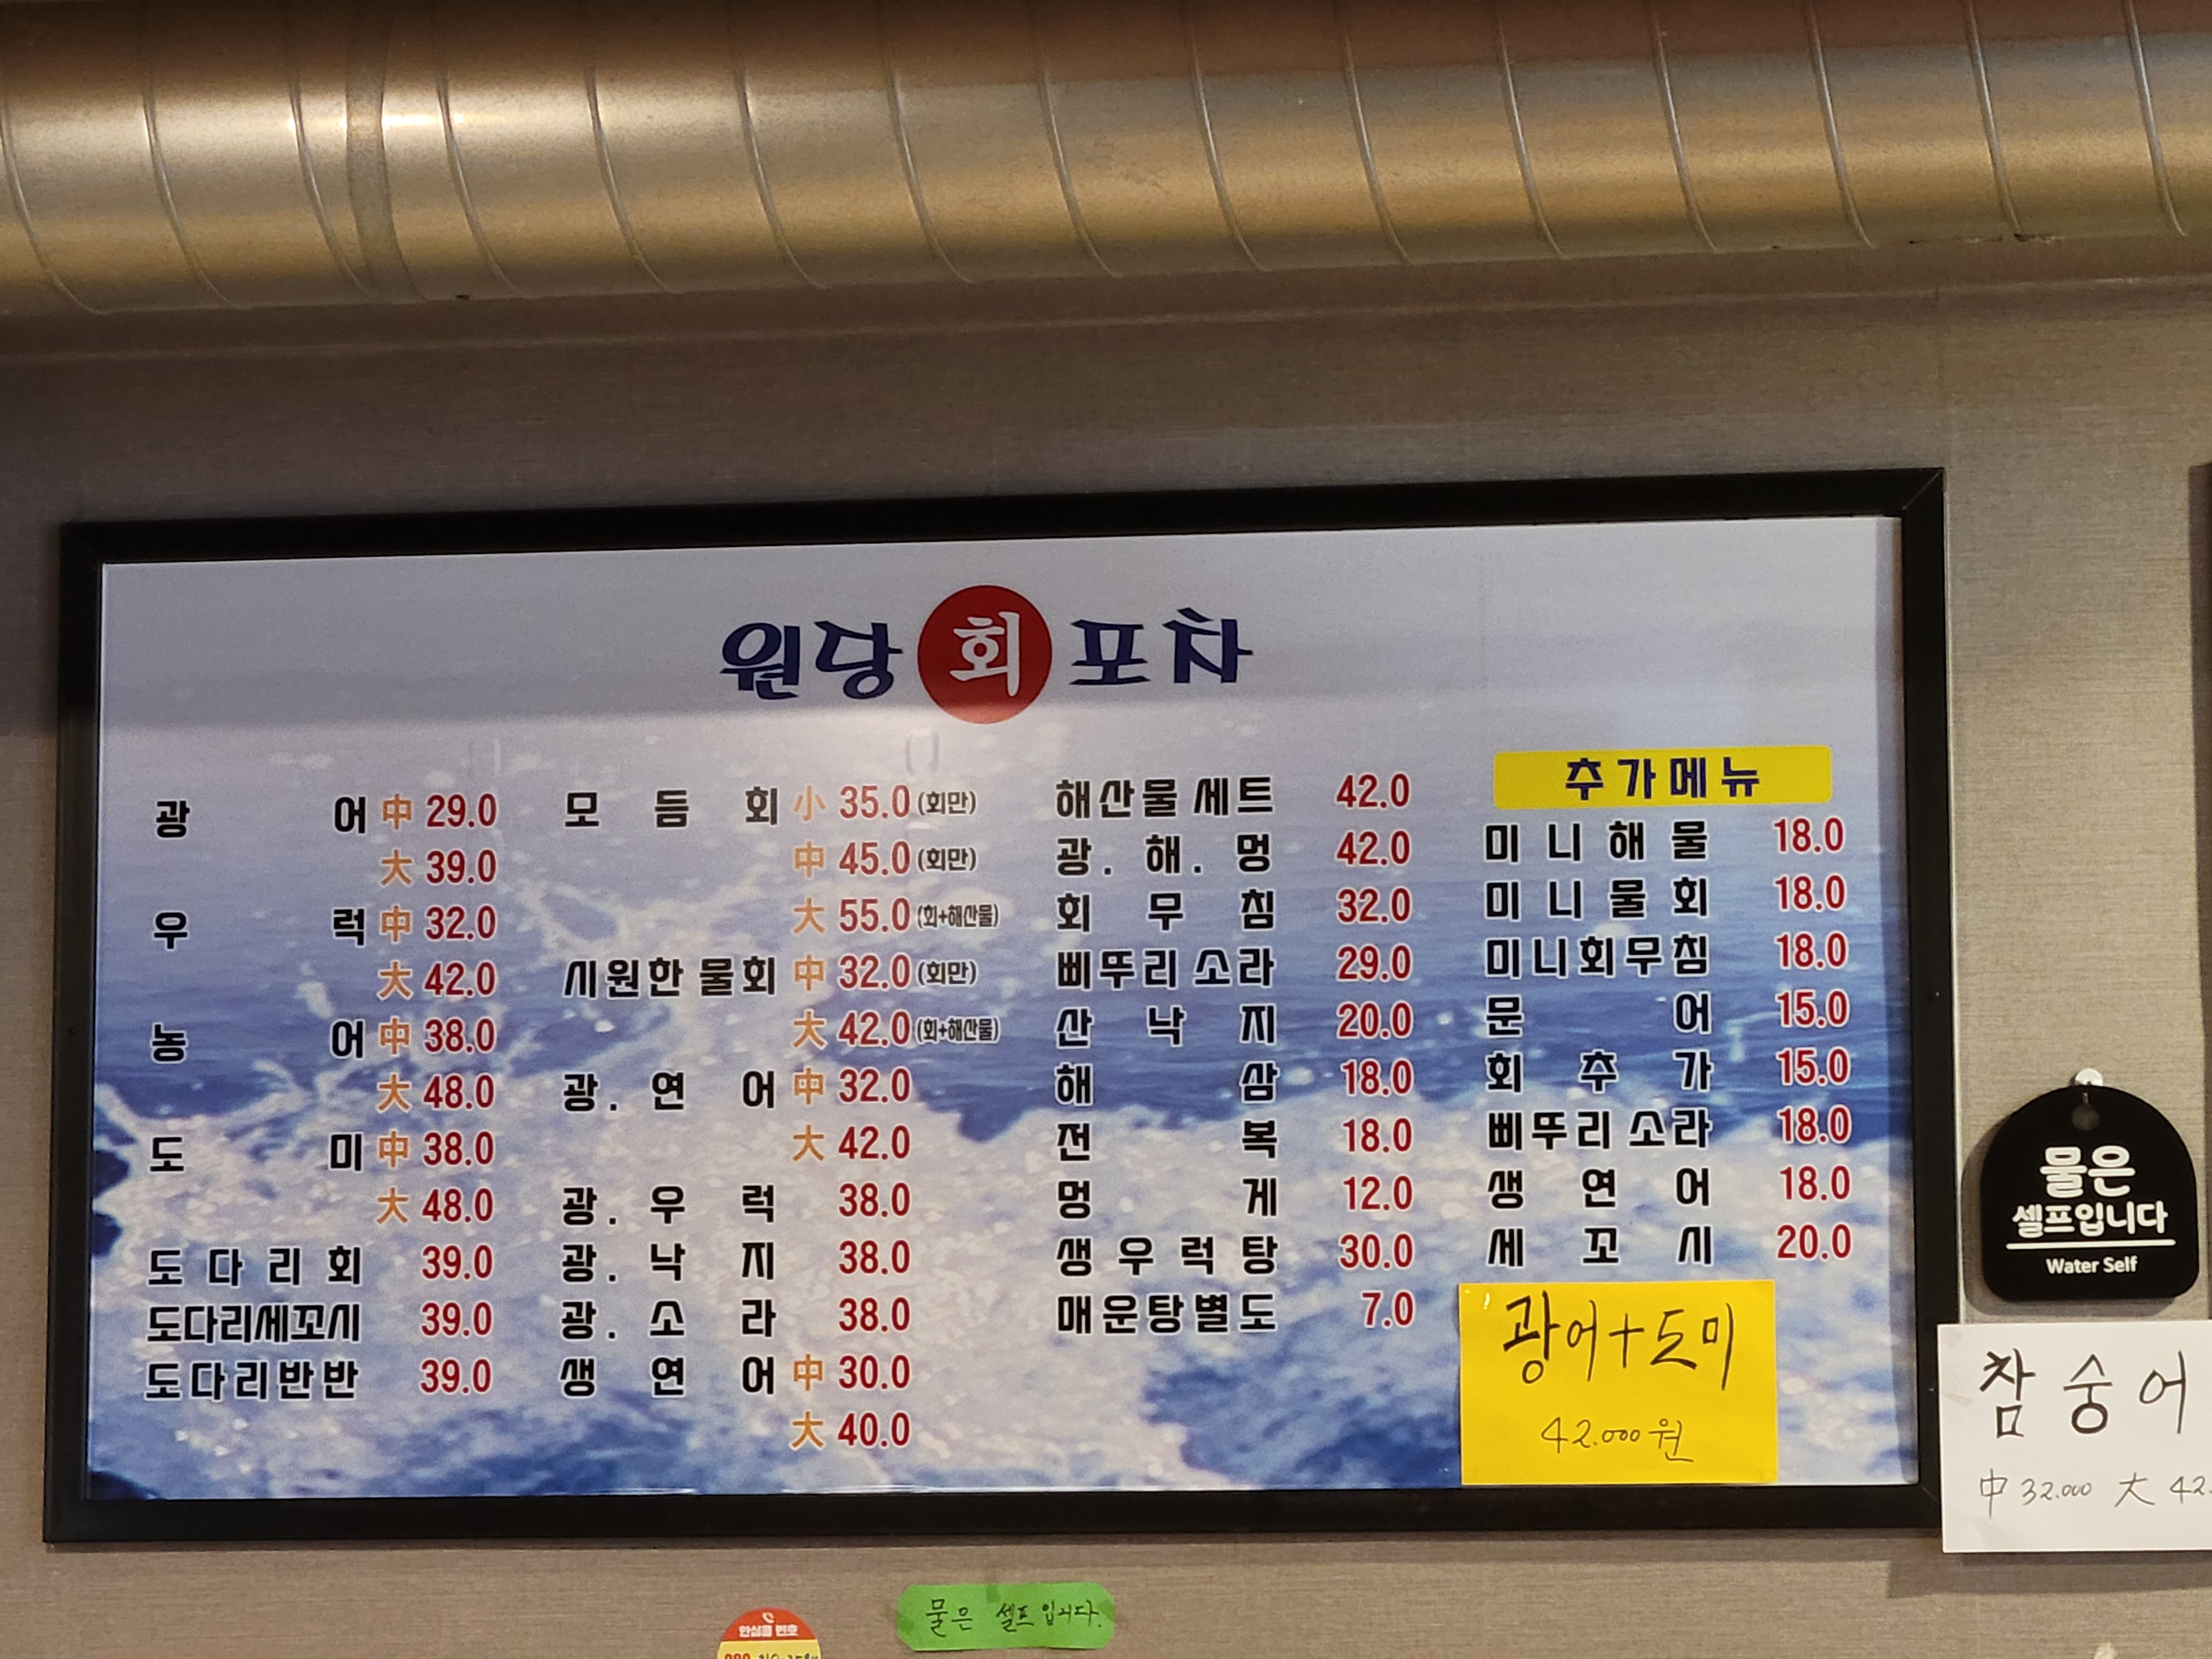 원당 회 포차
광어 中 29.0
大 39.0
우럭 中 32.0
大 42.0
농어 中 38.0
大 48.0
도미 中 38.0
大 48.0
도다리회 39.0
도다리세꼬시 39.0
도다리반반 39.0
모듬회 小 35.0 (회만)
中 45.0 (회만)
大 55.0 (회+해산물)
시원한 물회 中 32.0 (회만)
大 42.0 (회+해산물)
광.연어 中 32.0
大 42.0
광.우럭 38.0
광.낙지 38.0
광.소라 38.0
생연어 中 30.0
大 40.0
해산물세트 42.0
광.해.멍 42.0
회무침 32.0
삐뚜리소라 29.0
산낙지 20.0
해삼 18.0
전복 18.0
멍게 12.0
생우럭탕 30.0
매운탕별도 7.0
추가메뉴
미니해물 18.0
미니물회 18.0
미니회무침 18.0
문어 15.0
회추가 15.0
삐뚜리소라 18.0
생연어 18.0
세꼬시 20.0
광어+도미
42.000원
물은
셀프입니다
Water Self
참숭어
中 32.000 大 42.
물은 셀프입니다.
안심콜 번호